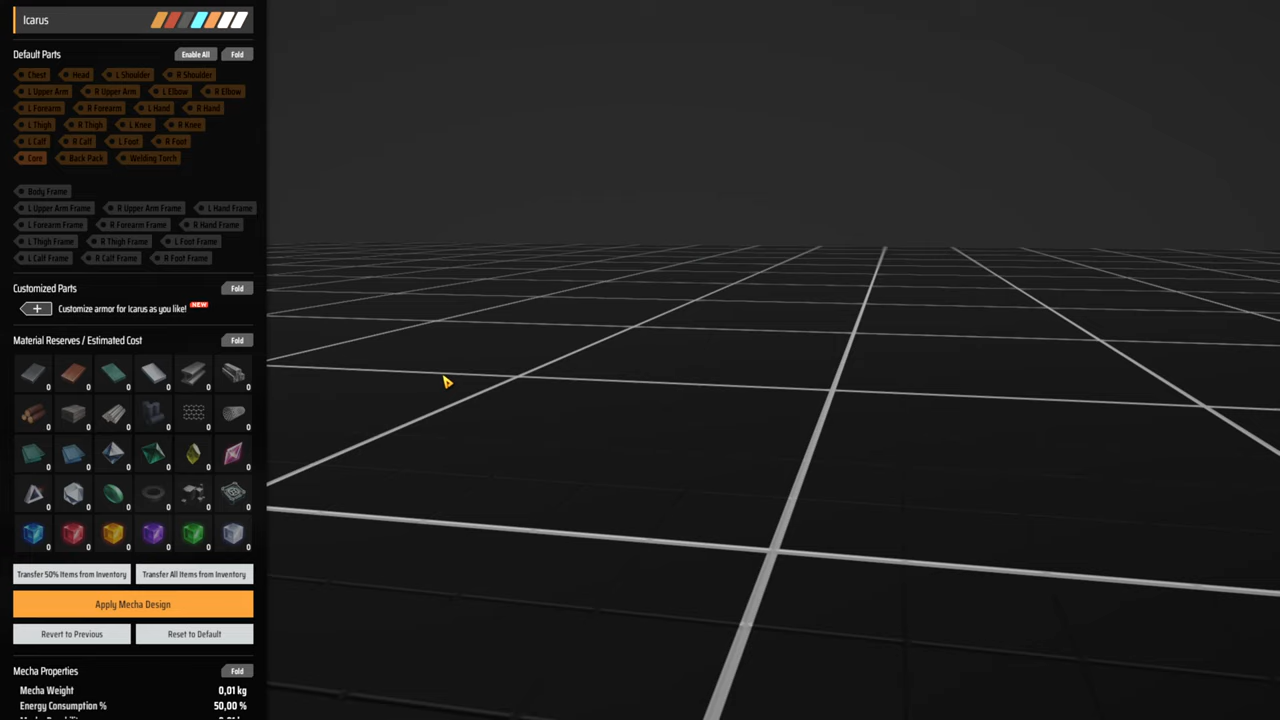 Icarus
Default Parts Enable All Fold
Chest Head L Shoulder R Shoulder
L Upper Arm R Upper Arm L Elbow R Elbow
L Forearm R Forearm L Hand R Hand
L Thigh R Thigh L Knee R Knee
L Calf R Calf L Foot R Foot
Core Back Pack Welding Torch
Body Frame
L Upper Arm Frame R Upper Arm Frame L Hand Frame
L Forearm Frame R Forearm Frame R Hand Frame
L Thigh Frame R Thigh Frame L Foot Frame
L Calf Frame R Calf Frame R Foot Frame
Customized Parts Fold
Customize armor for Icarus as you like! NEW
Material Reserves / Estimated Cost Fold
0 0 0 0 0 0
0 0 0 0 0 0
0 0 0 0 0 0
0 0 0 0 0 0
0 0 0 0 0 0
Transfer 50% Items from Inventory Transfer All Items from Inventory
Apply Mecha Design
Revert to Previous Reset to Default
Mecha Properties Fold
Mecha Weight 0,01 kg
Energy Consumption % 50,00 %